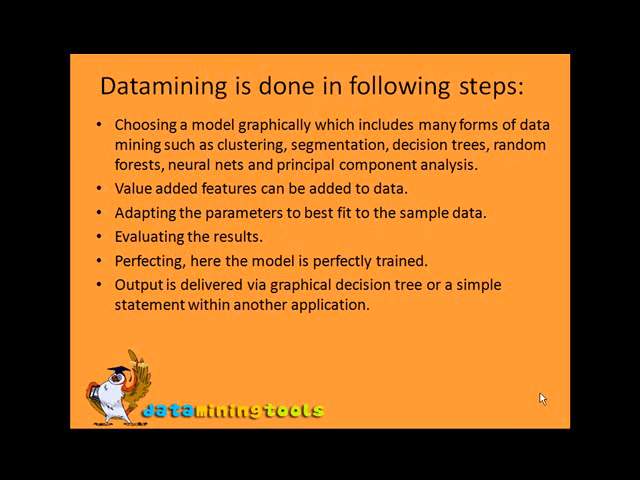 Datamining is done in following steps:
• Choosing a model graphically which includes many forms of data
mining such as clustering, segmentation, decision trees, random
forests, neural nets and principal component analysis.
• Value added features can be added to data.
• Adapting the parameters to best fit to the sample data.
• Evaluating the results.
• Perfecting, here the model is perfectly trained.
• Output is delivered via graphical decision tree or a simple
statement within another application.
dataminingtools